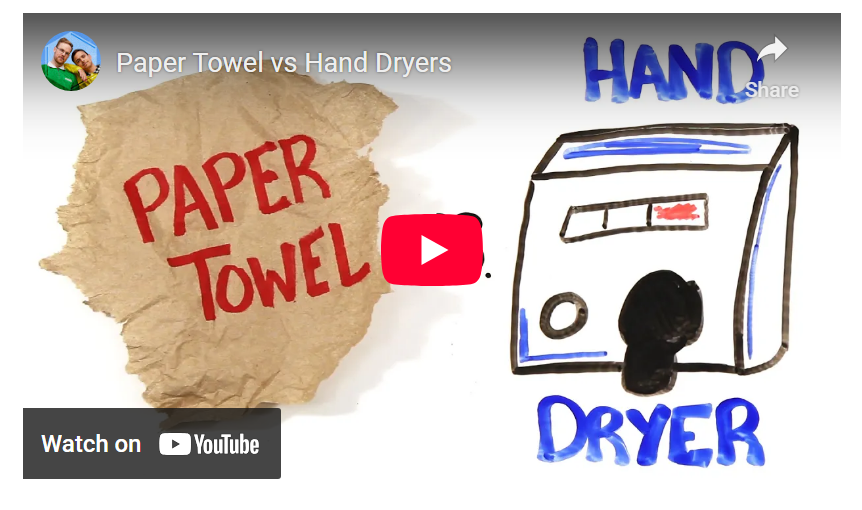 Paper Towel vs Hand Dryers
Share
HAND
PAPER
TOWEL
DRYER
Watch on YouTube